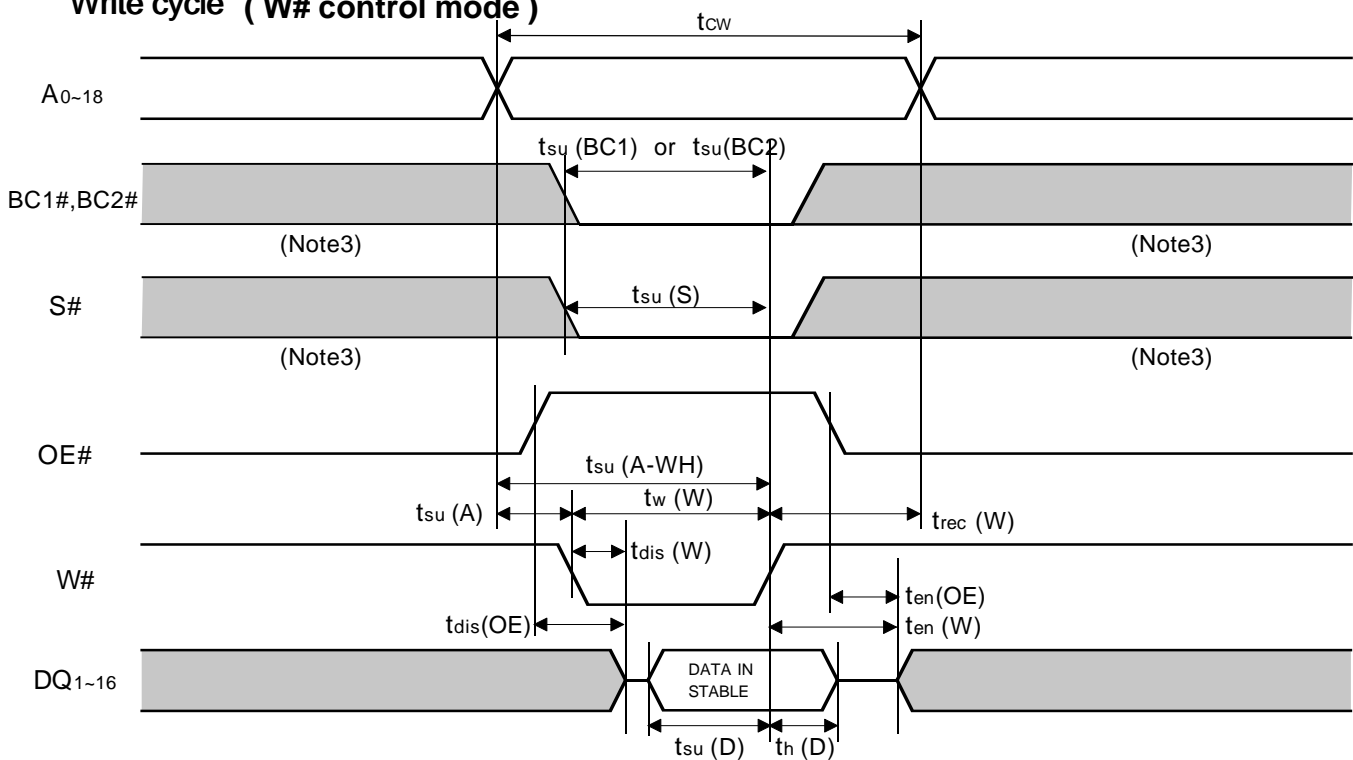 Write cycle ( W# control mode )
tCW
A0~18
tsu (BC1) or tsu(BC2)
BC1#,BC2#
(Note3)
(Note3)
S#
tsu (S)
(Note3)
(Note3)
OE#
tsu (A-WH)
tsu (A)
tw (W)
trec (W)
W#
tdis (W)
ten(OE)
tdis(OE)
ten (W)
DQ1~16
DATA IN
STABLE
tsu (D)
th (D)